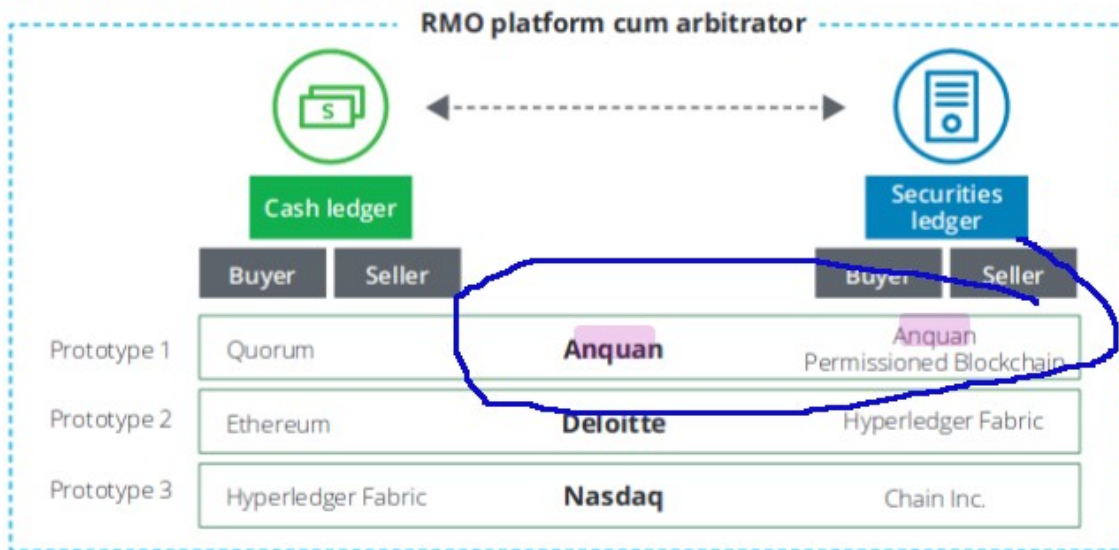 RMO platform cum arbitrator
S
Cash ledger
Securities
ledger
Buyer Seller Buyer Seller
Prototype 1 Quorum Anquan Anquan
Permissioned Blockchain
Prototype 2 Ethereum Deloitte Hyperledger Fabric
Prototype 3 Hyperledger Fabric Nasdaq Chain Inc.